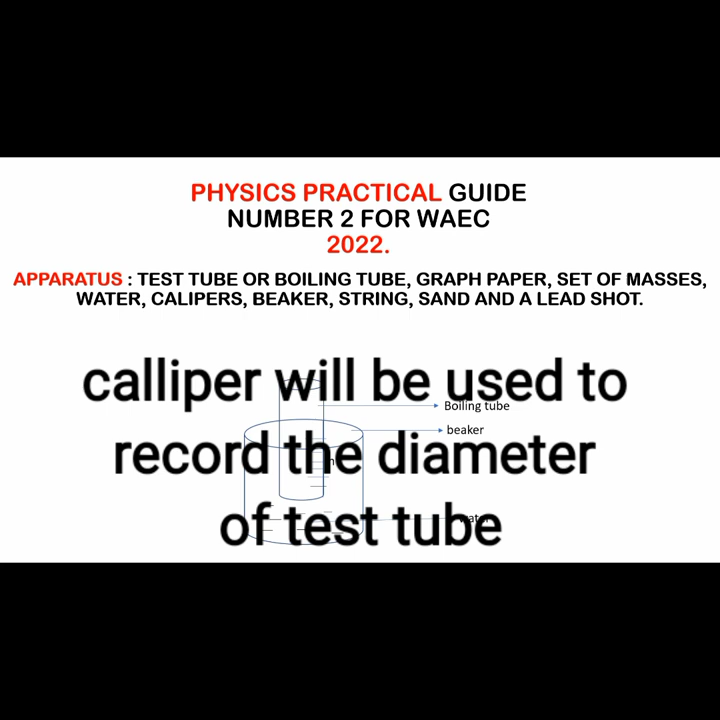 PHYSICS PRACTICAL GUIDE
NUMBER 2 FOR WAEC
2022.
APPARATUS : TEST TUBE OR BOILING TUBE, GRAPH PAPER, SET OF MASSES,
WATER, CALIPERS, BEAKER, STRING, SAND AND A LEAD SHOT.
calliper will be used to
Boiling tube
beaker
record the diameter
h
of test tube
water